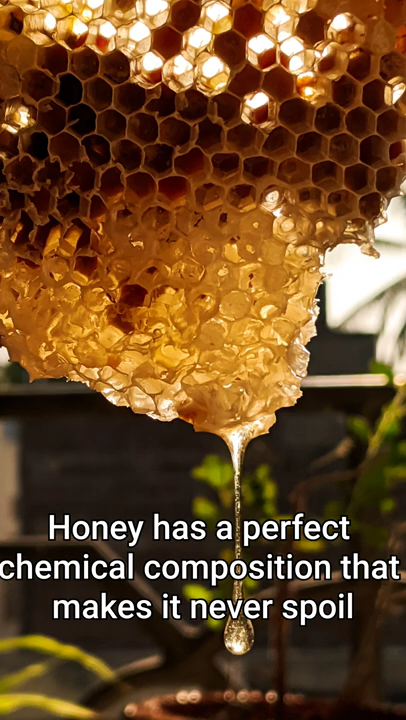 Honey has a perfect
chemical composition that
makes it never spoil